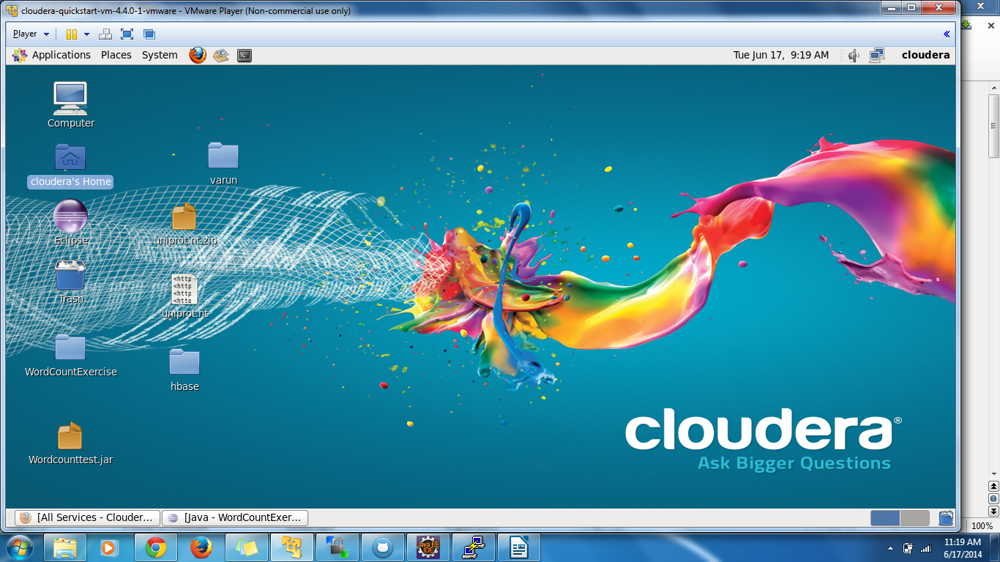 cloudera-quickstart-vm-4.4.0-1-vmware - VMware Player (Non-commercial use only)
Player
Applications Places System
Tue Jun 17, 9:19 AM
cloudera
Computer
cloudera's Home
varun
Eclipse
uniprot.nt.zip
Trash
<http
<http
<http
<http
uniprot.nt
WordCountExercise
hbase
Wordcounttest.jar
cloudera®
Ask Bigger Questions
[All Services - Clouder...
[Java - WordCountExer...
100%
Java EE
IDE
11:19 AM
6/17/2014